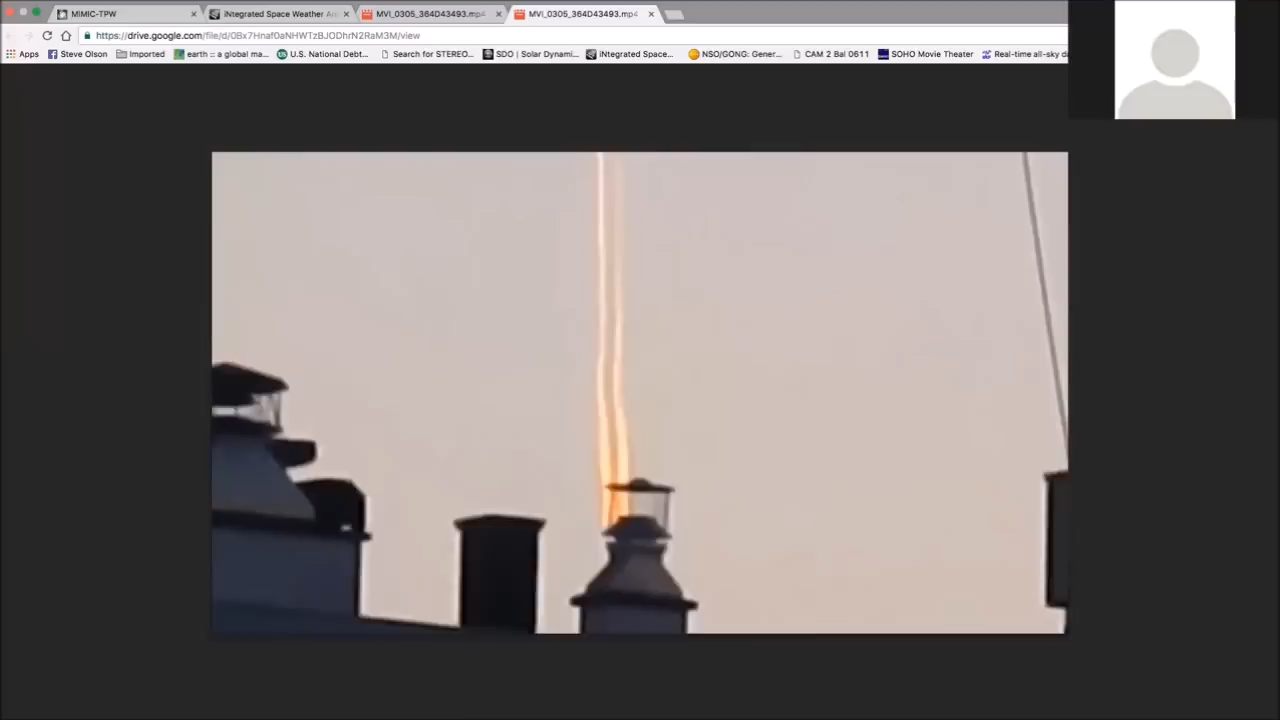 MIMIC-TPW
iNtegrated Space Weather An
MVI_0305_364D43493.mp4
MVI_0305_364D43493.mp4
https://drive.google.com/file/d/0Bx7Hnaf0aNHWTzBJODhrN2RaM3M/view
Apps
Steve Olson
Imported
earth :: a global ma...
U.S. National Debt...
Search for STEREO...
SDO | Solar Dynami...
iNtegrated Space...
NSO/GONG: Gener...
CAM 2 Bal 0611
SOHO Movie Theater
Real-time all-sky da